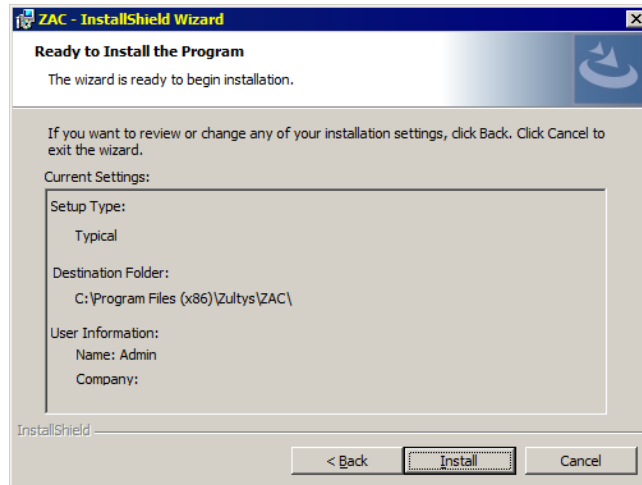 ZAC - InstallShield Wizard
Ready to Install the Program
The wizard is ready to begin installation.
If you want to review or change any of your installation settings, click Back. Click Cancel to
exit the wizard.
Current Settings:
Setup Type:
Typical
Destination Folder:
C:\Program Files (x86)\Zultys\ZAC\
User Information:
Name: Admin
Company:
InstallShield
< Back
Install
Cancel